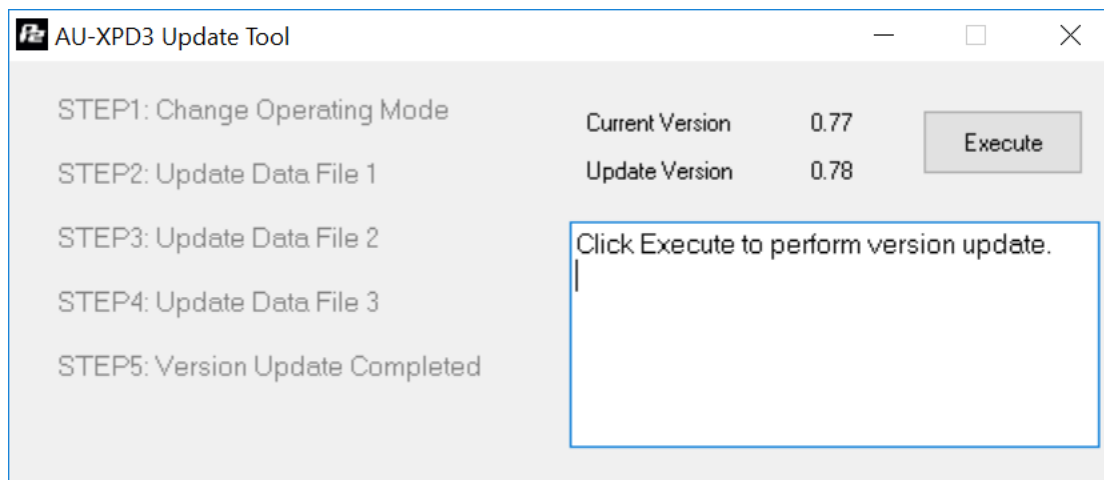 P2 AU-XPD3 Update Tool
STEP1: Change Operating Mode
STEP2: Update Data File 1
STEP3: Update Data File 2
STEP4: Update Data File 3
STEP5: Version Update Completed
Current Version 0.77
Update Version 0.78
Execute
Click Execute to perform version update.